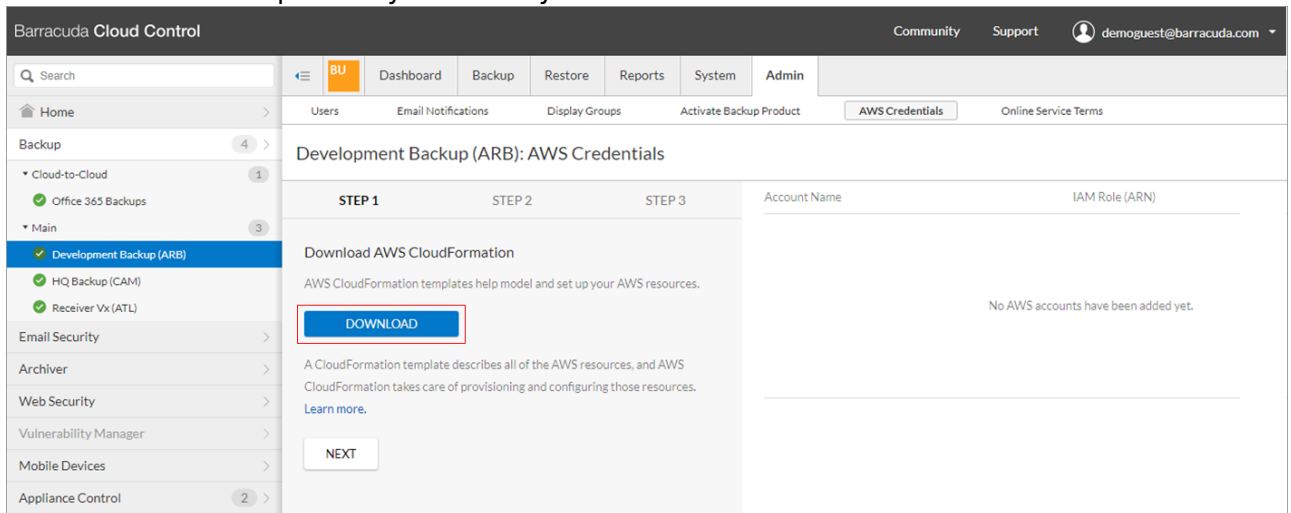 Barracuda Cloud Control
Community Support demoguest@barracuda.com
Search
BU Dashboard Backup Restore Reports System Admin
Home
Users Email Notifications Display Groups Activate Backup Product AWS Credentials Online Service Terms
Backup 4
Cloud-to-Cloud 1
Office 365 Backups
Main 3
Development Backup (ARB)
HQ Backup (CAM)
Receiver Vx (ATL)
Email Security
Archiver
Web Security
Vulnerability Manager
Mobile Devices
Appliance Control 2
Development Backup (ARB): AWS Credentials
STEP 1 STEP 2 STEP 3
Download AWS CloudFormation
AWS CloudFormation templates help model and set up your AWS resources.
DOWNLOAD
A CloudFormation template describes all of the AWS resources, and AWS
CloudFormation takes care of provisioning and configuring those resources.
Learn more.
NEXT
Account Name IAM Role (ARN)
No AWS accounts have been added yet.